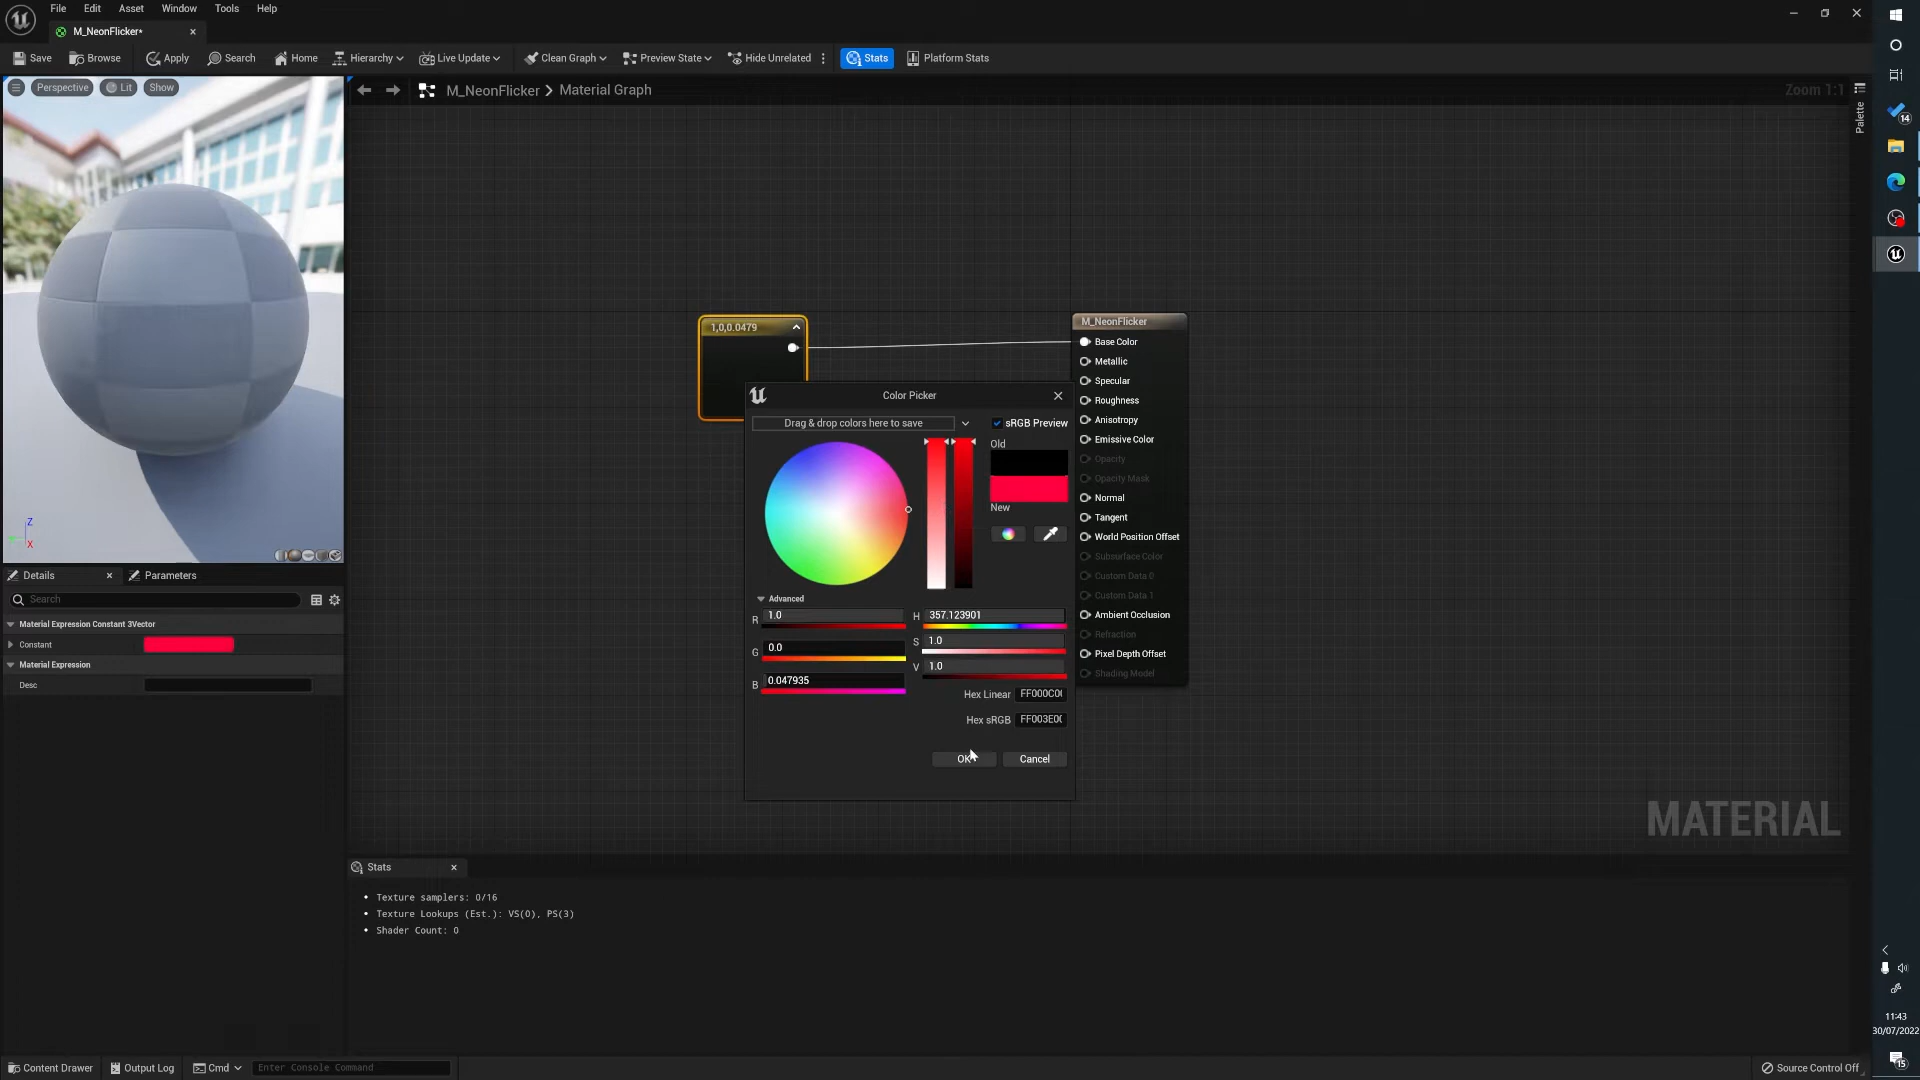 File Edit Asset Window Tools Help
M_NeonFlicker*
Save Browse Apply Search Home Hierarchy Live Update Clean Graph Preview State Hide Unrelated Stats Platform Stats
Perspective Lit Show
M_NeonFlicker > Material Graph
Zoom 1:1
Palette
14
1,0,0.0479
M_NeonFlicker
Base Color
Metallic
Specular
Roughness
Anisotropy
Emissive Color
Opacity
Opacity Mask
Normal
Tangent
World Position Offset
Subsurface Color
Custom Data 0
Custom Data 1
Ambient Occlusion
Refraction
Pixel Depth Offset
Shading Model
Color Picker
Drag & drop colors here to save
sRGB Preview
Old
New
Advanced
R 1.0
G 0.0
B 0.047935
H 357.123901
S 1.0
V 1.0
Hex Linear FF000C0
Hex sRGB FF003E0
OK Cancel
Z
X
Details Parameters
Search
Material Expression Constant 3Vector
Constant
Material Expression
Desc
MATERIAL
Stats
• Texture samplers: 0/16
• Texture Lookups (Est.): VS(0), PS(3)
• Shader Count: 0
Content Drawer Output Log Cmd Enter Console Command
Source Control Off
11:43
30/07/2022
15